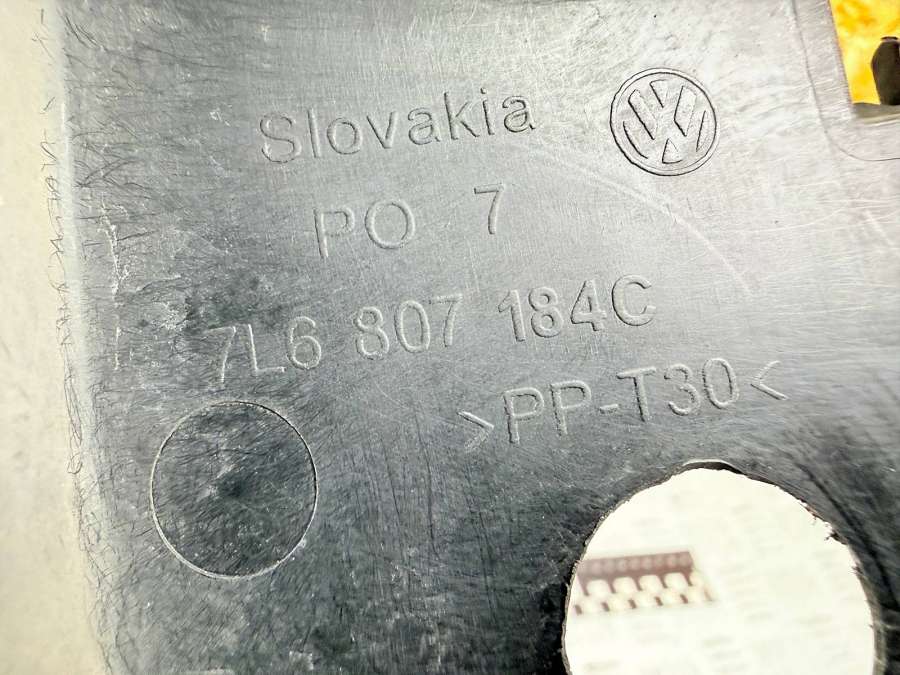 Slovakia
PO 7
7L6 807 184C
>PP-T30<